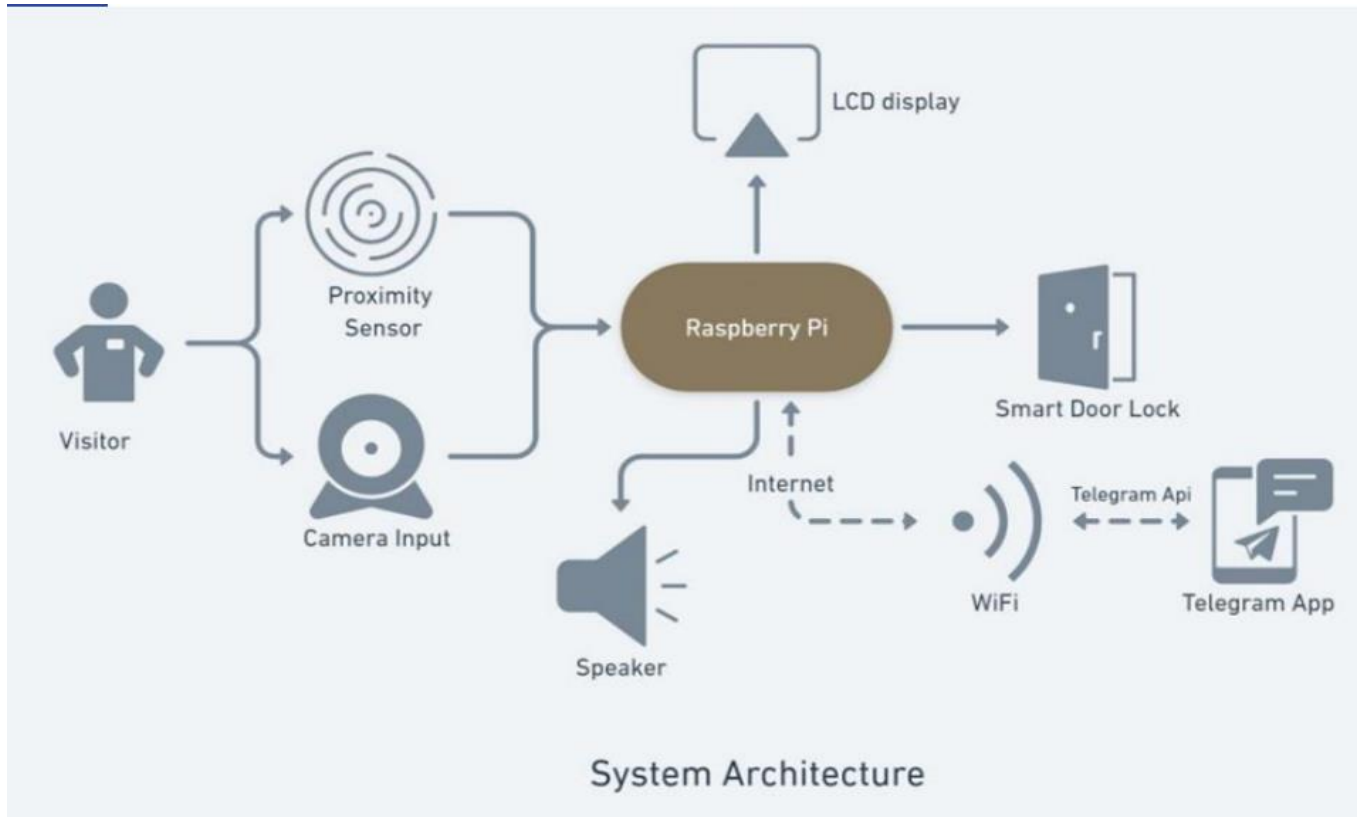 LCD display
Proximity
Sensor
Raspberry Pi
Visitor
Smart Door Lock
Camera Input
Internet
Telegram Api
WiFi
Telegram App
Speaker
System Architecture